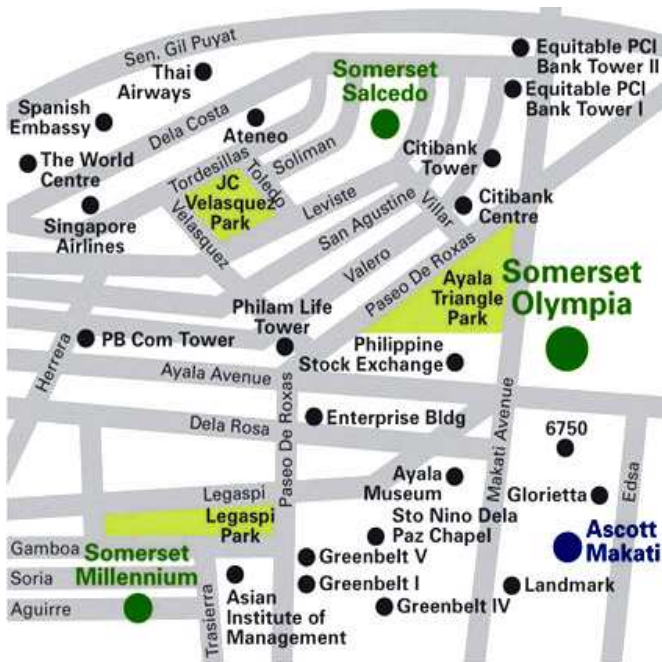 Sen. Gil Puyat
Equitable PCI
Bank Tower II
Thai
Airways
Somerset
Salcedo
Equitable PCI
Bank Tower I
Spanish
Embassy
Dela Costa
Ateneo
Soliman
Citibank
Tower
The World
Centre
Tordesillas
Toledo
JC
Velasquez
Park
Leviste
Villar
Citibank
Centre
Singapore
Airlines
Velasquez
San Agustine
Valero
Paseo De Roxas
Ayala
Triangle
Park
Somerset
Olympia
Philam Life
Tower
PB Com Tower
Philippine
Stock Exchange
Herrera
Ayala Avenue
Paseo De Roxas
Makati Avenue
Dela Rosa
Enterprise Bldg
6750
Edsa
Legaspi
Ayala
Museum
Glorietta
Legaspi
Park
Sto Nino Dela
Paz Chapel
Ascott
Makati
Gamboa
Somerset
Millennium
Greenbelt V
Soria
Greenbelt I
Landmark
Aguirre
Trasierra
Asian
Institute of
Management
Greenbelt IV